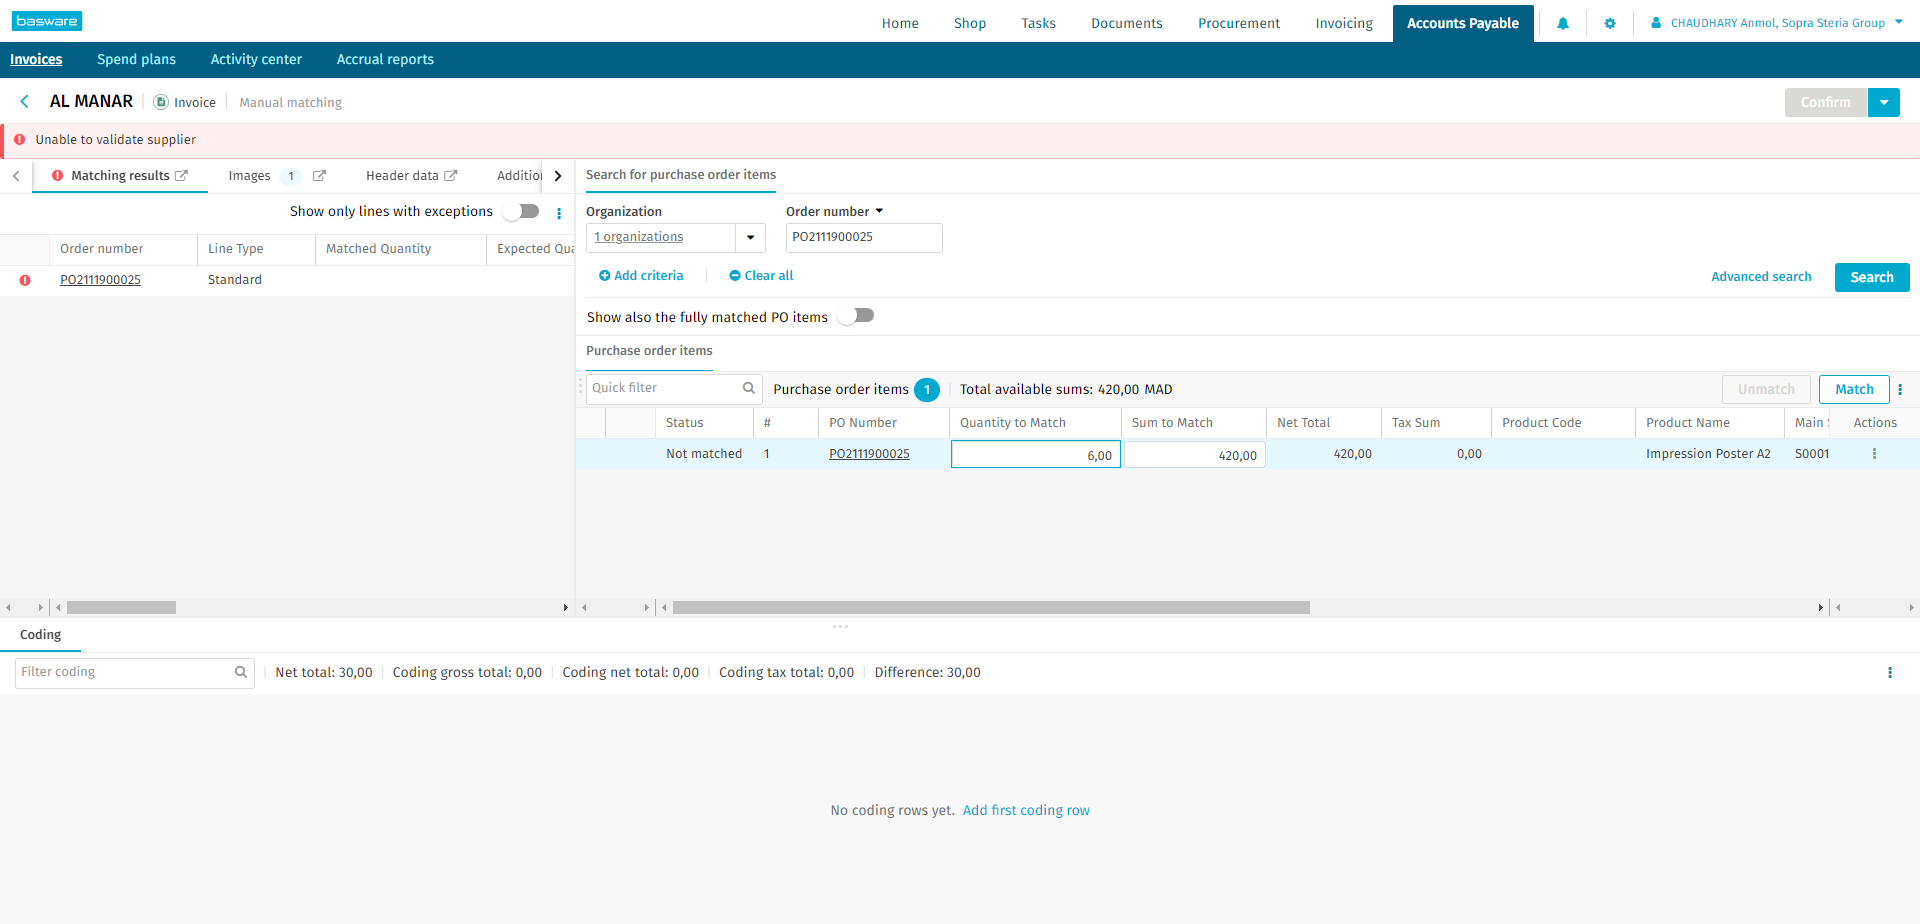 basware
Home Shop Tasks Documents Procurement Invoicing Accounts Payable CHAUDHARY Anmol, Sopra Steria Group
Invoices Spend plans Activity center Accrual reports
AL MANAR Invoice Manual matching Confirm
Unable to validate supplier
Matching results Images 1 Header data Additio
Show only lines with exceptions
Order number Line Type Matched Quantity Expected Qua
PO2111900025 Standard
Search for purchase order items
Organization Order number
1 organizations PO2111900025
Add criteria Clear all Advanced search Search
Show also the fully matched PO items
Purchase order items
Quick filter Purchase order items 1 Total available sums: 420,00 MAD Unmatch Match
Status # PO Number Quantity to Match Sum to Match Net Total Tax Sum Product Code Product Name Main Actions
Not matched 1 PO2111900025 6,00 420,00 420,00 0,00 Impression Poster A2 S0001
Coding
Filter coding Net total: 30,00 Coding gross total: 0,00 Coding net total: 0,00 Coding tax total: 0,00 Difference: 30,00
No coding rows yet. Add first coding row